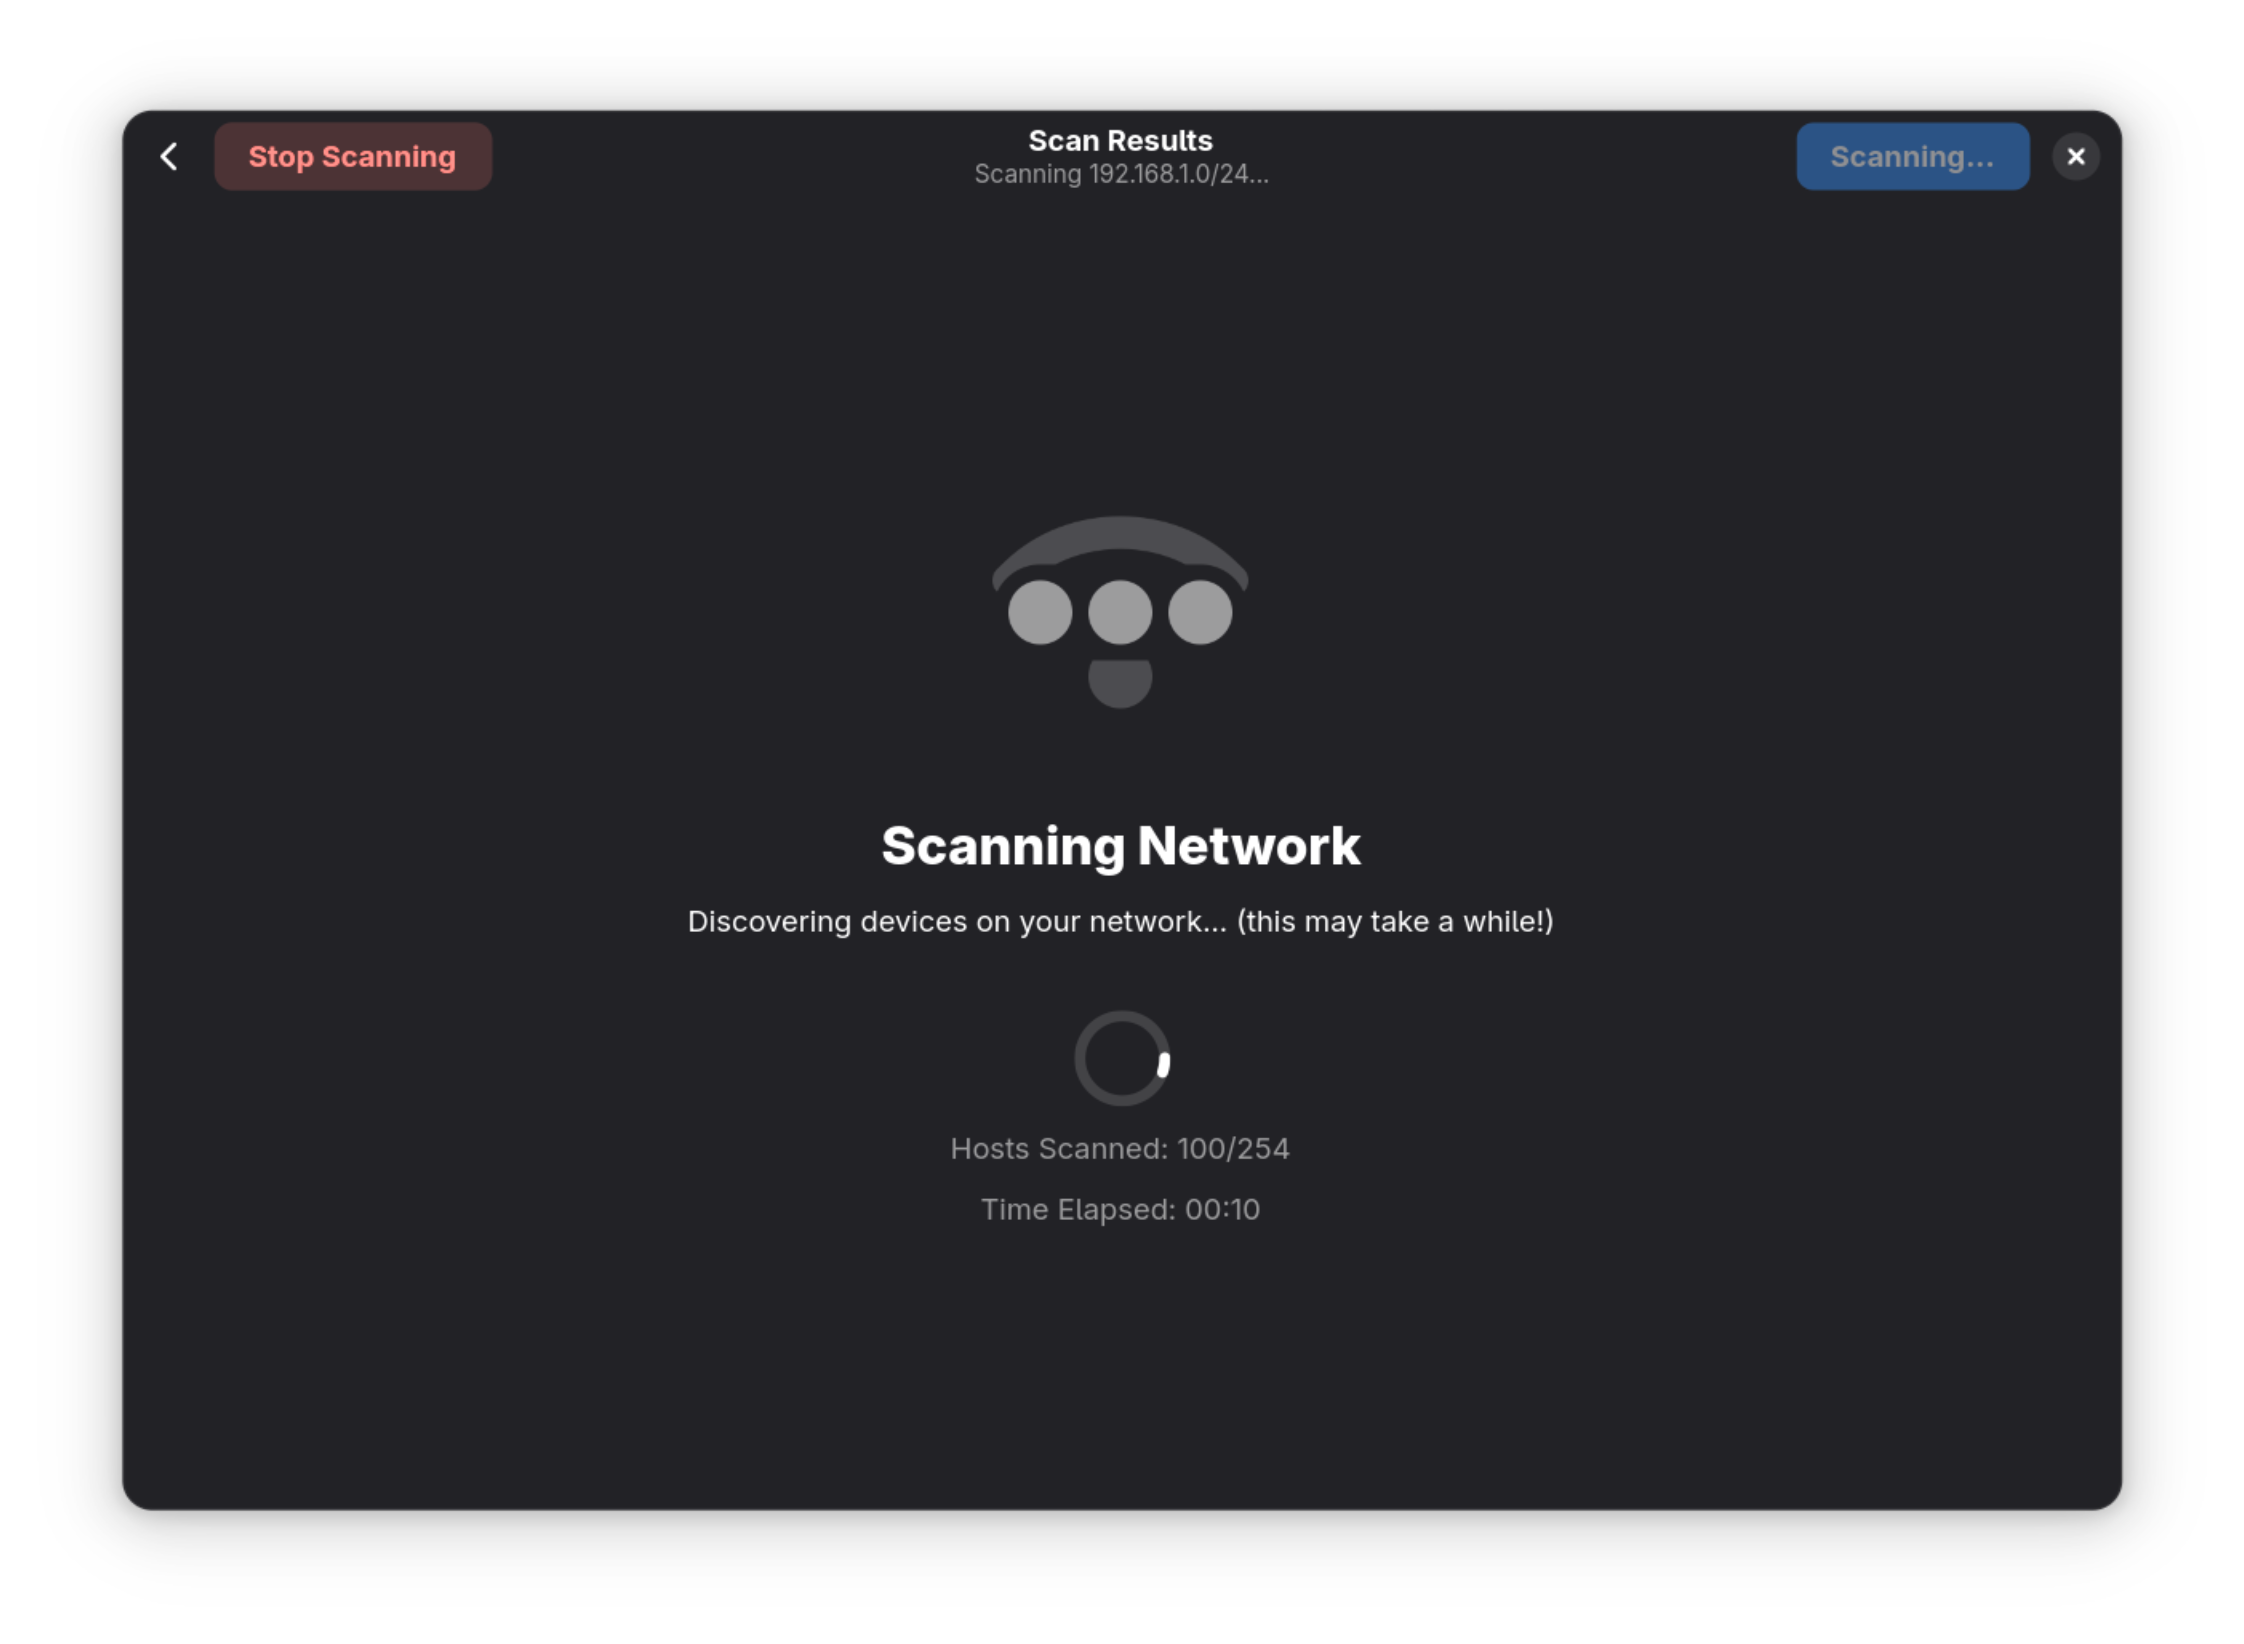 Stop Scanning
Scan Results
Scanning 192.168.1.0/24...
Scanning...
Scanning Network
Discovering devices on your network... (this may take a while!)
Hosts Scanned: 100/254
Time Elapsed: 00:10